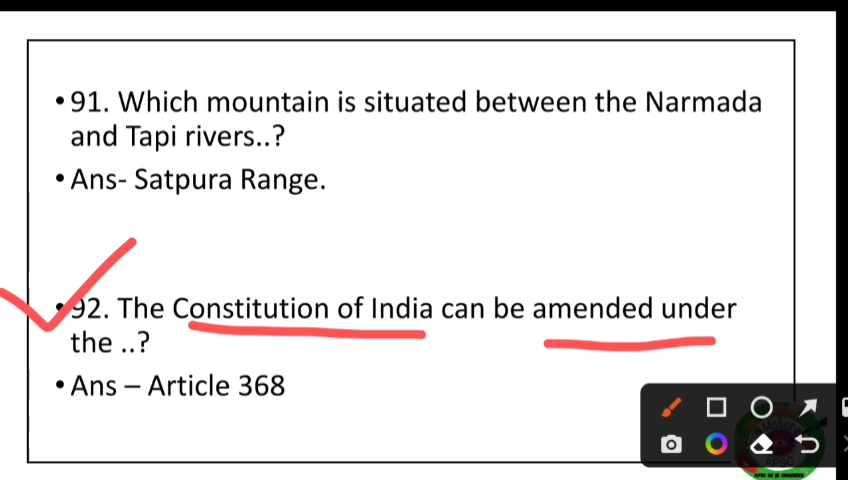 •91. Which mountain is situated between the Narmada
and Tapi rivers..?
•Ans- Satpura Range.
•92. The Constitution of India can be amended under
the ..?
•Ans – Article 368